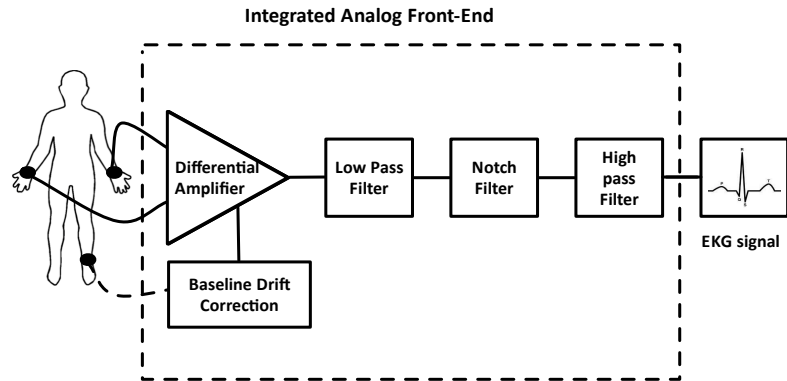 Integrated Analog Front-End
Differential
Amplifier
Low Pass
Filter
Notch
Filter
High
pass
Filter
R
P
T
Q
S
EKG signal
Baseline Drift
Correction